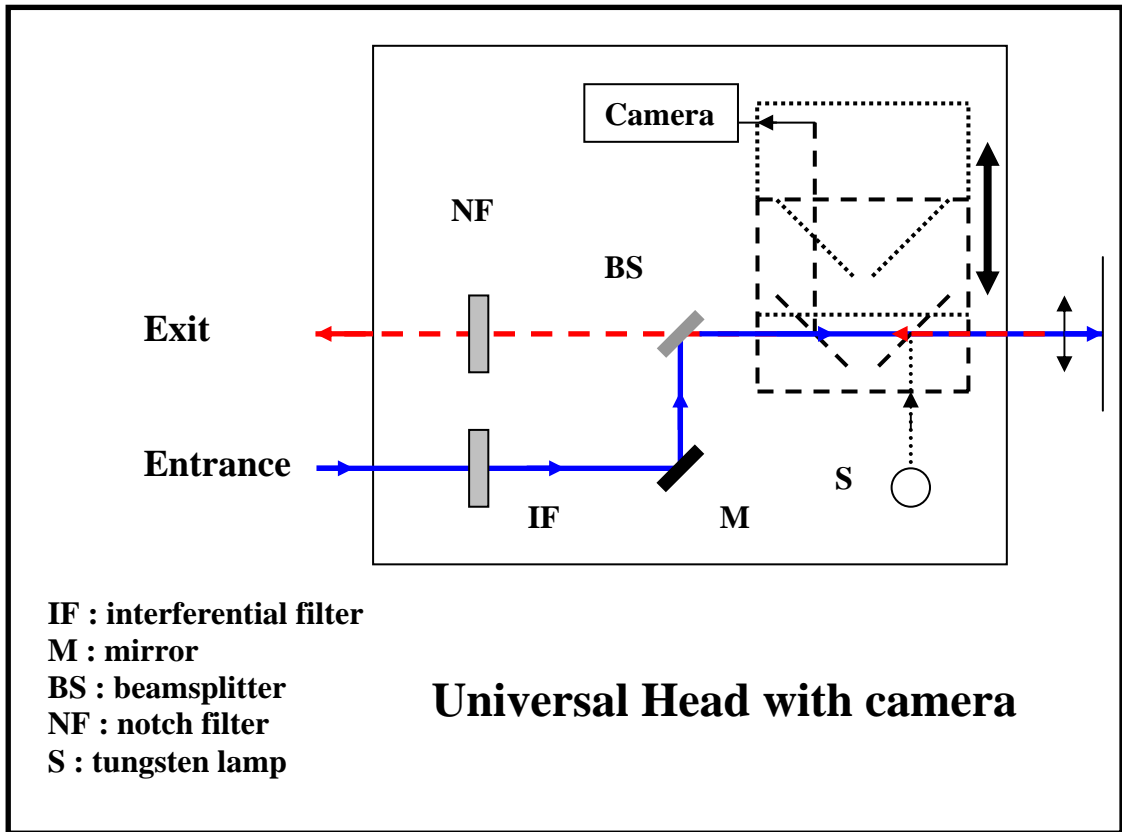 Camera
NF
BS
Exit
Entrance
IF
M
S
IF : interferential filter
M : mirror
BS : beamsplitter
NF : notch filter
S : tungsten lamp
Universal Head with camera